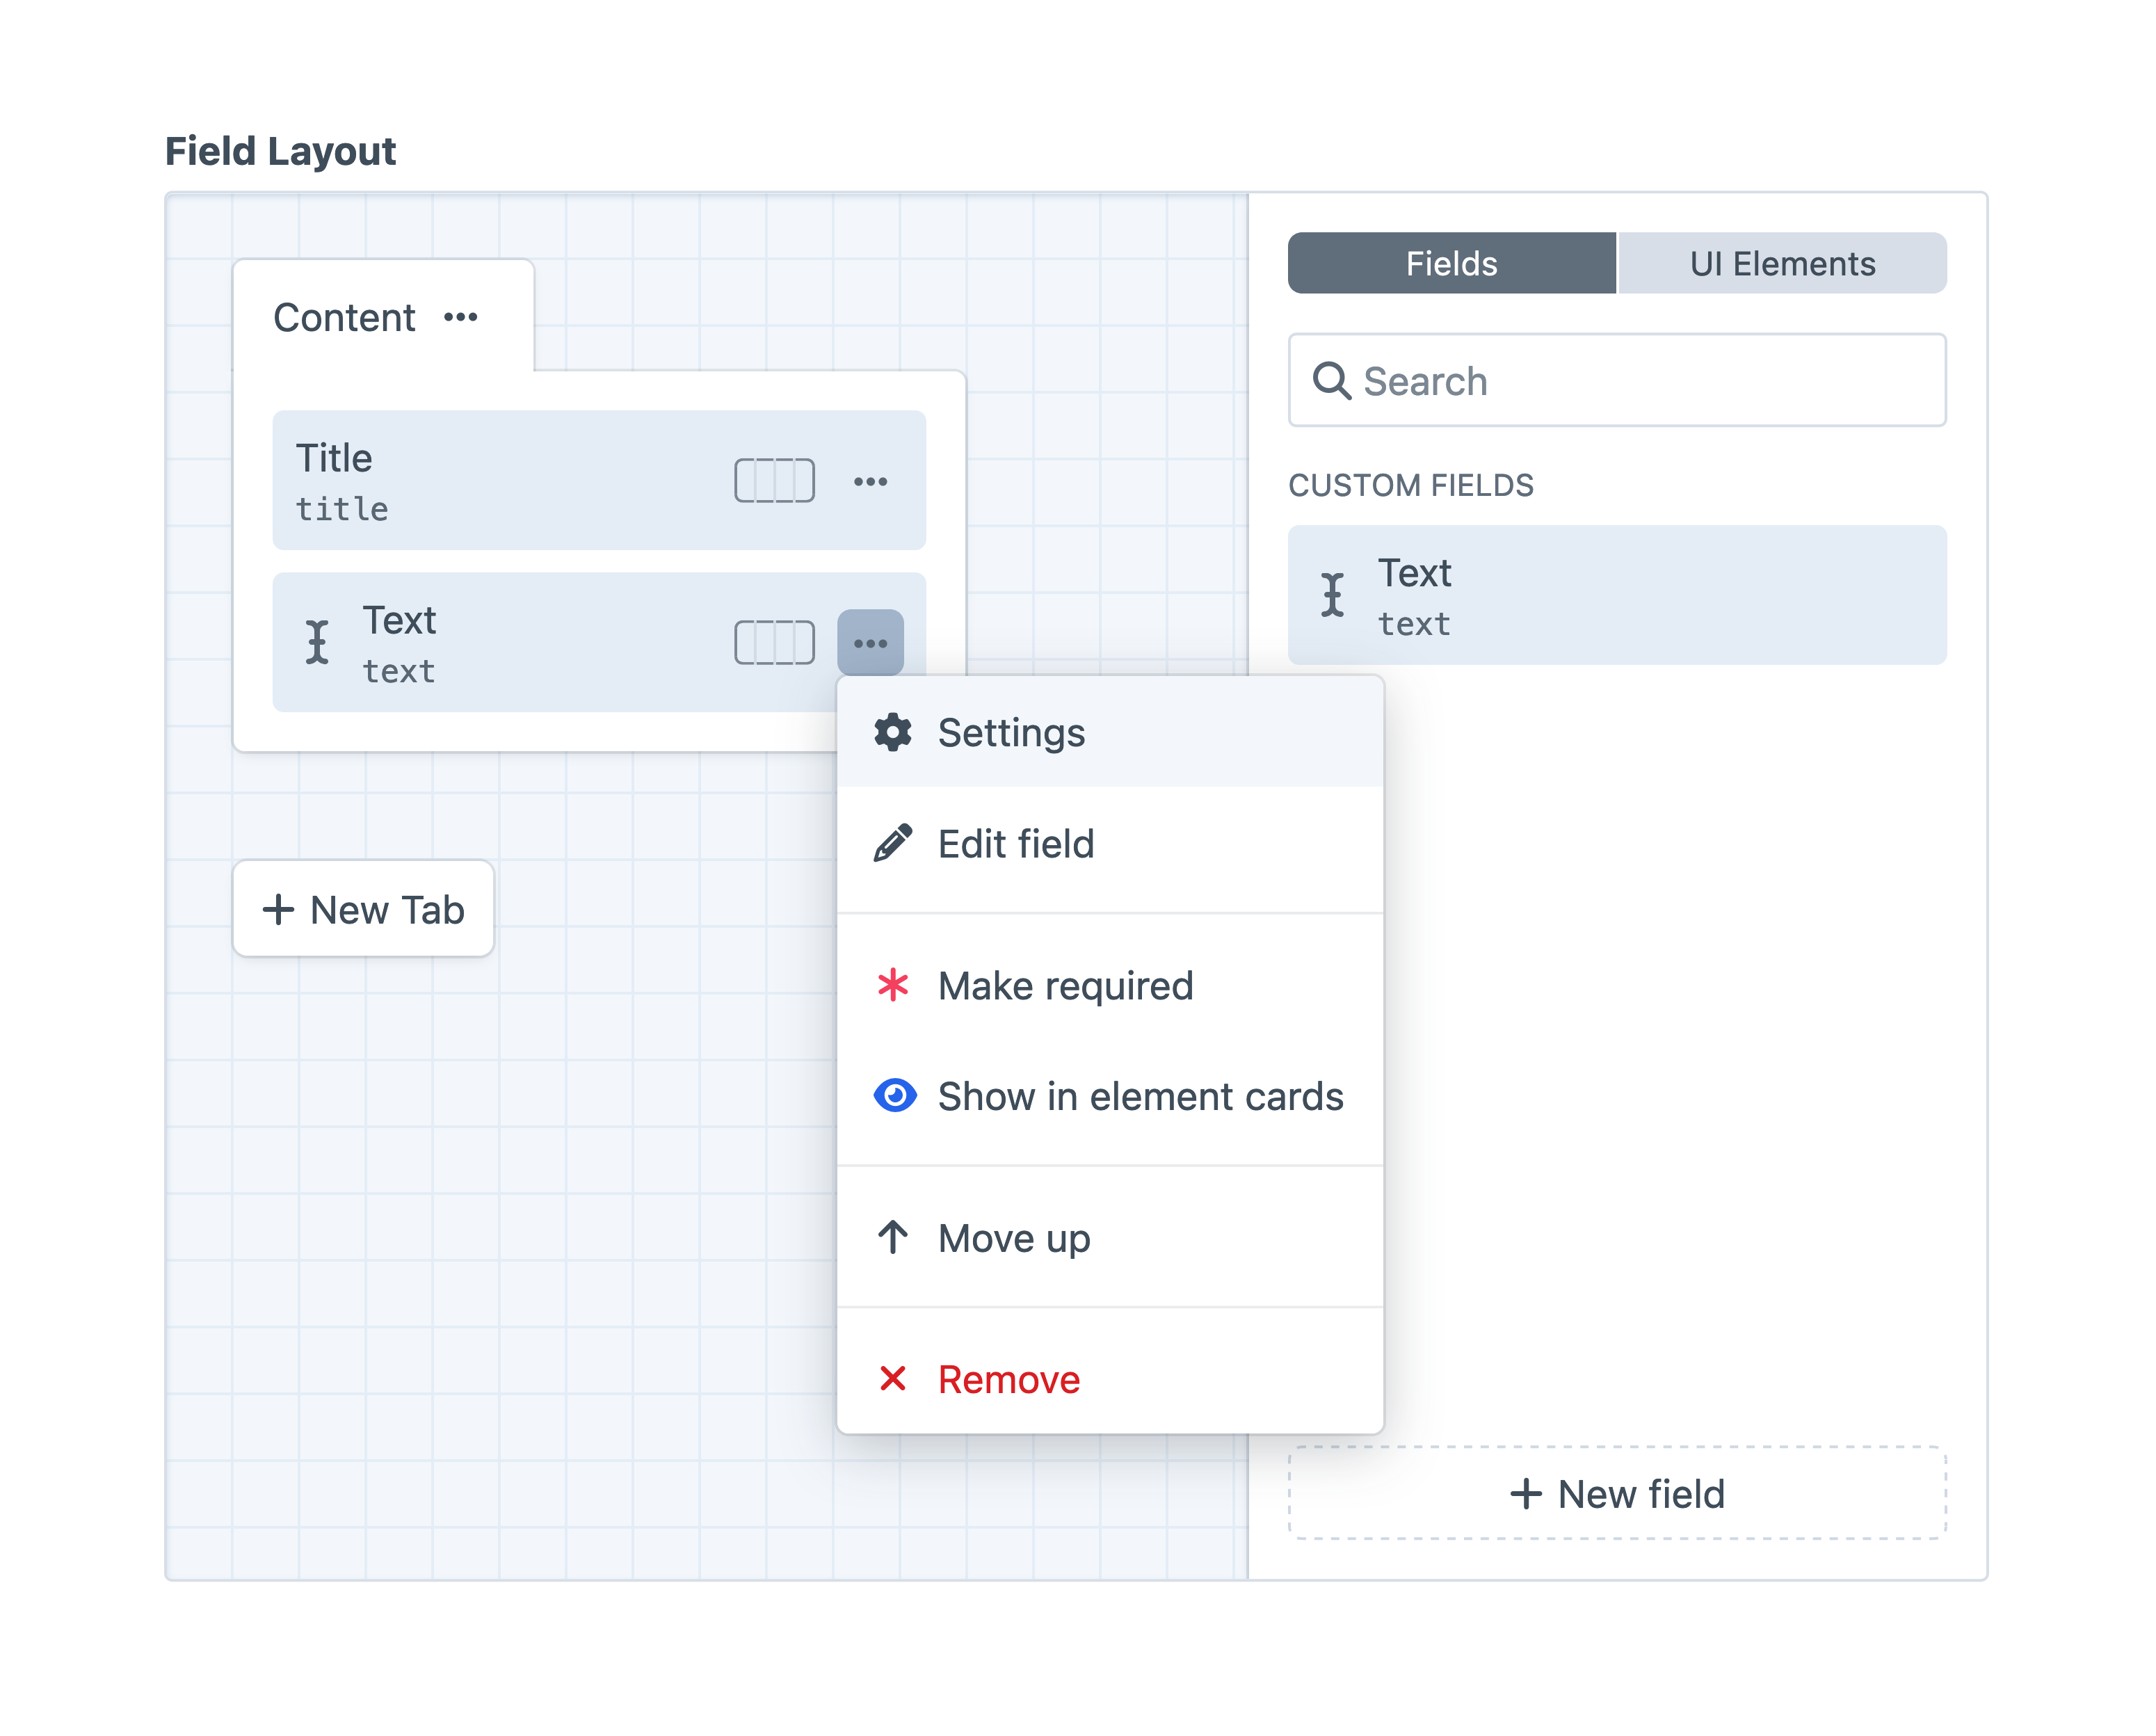 Field Layout
Content
Title
title
Text
text
New Tab
Settings
Edit field
Make required
Show in element cards
Move up
Remove
Fields
UI Elements
Search
CUSTOM FIELDS
Text
text
New field